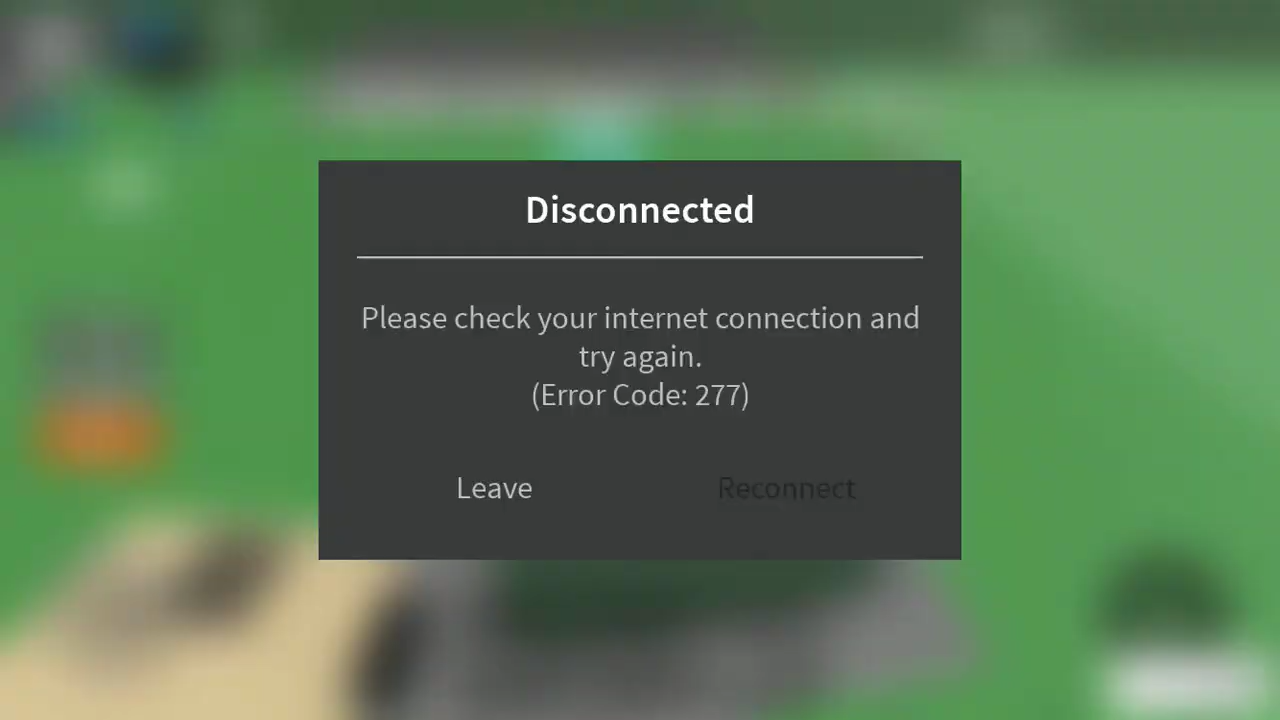 Disconnected
Please check your internet connection and
try again.
(Error Code: 277)
Leave
Reconnect